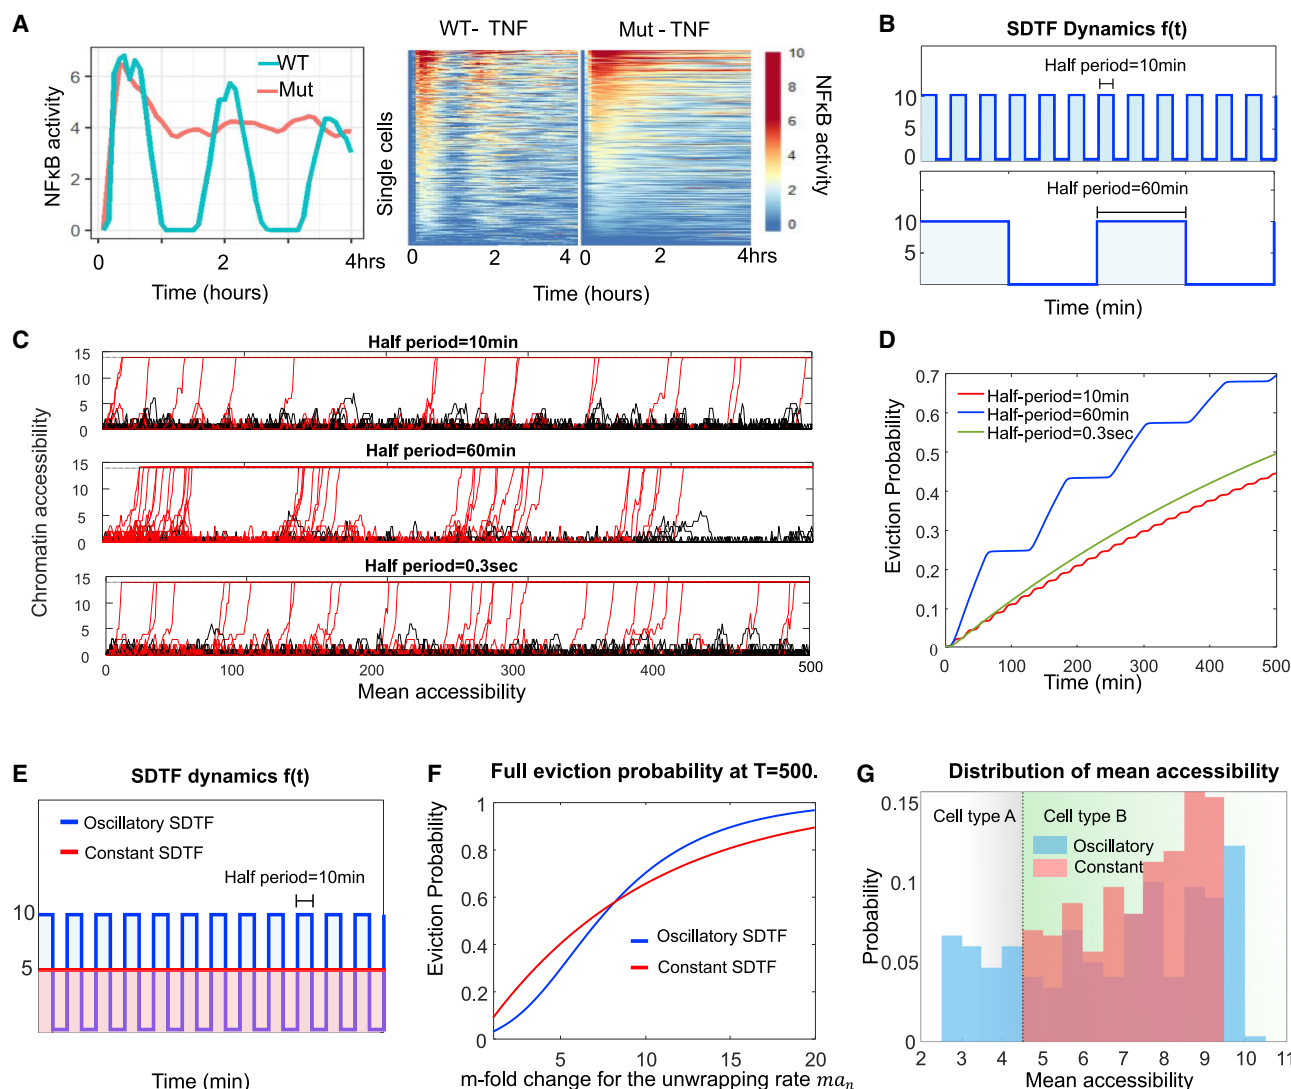 A
WT- TNF
Mut - TNF
WT
Mut
NFκB activity
6
4
2
0
0
2
4hrs
Time (hours)
Single cells
0
2
4
0
2
4hrs
Time (hours)
10
8
6
4
2
0
NFκB activity
B
SDTF Dynamics f(t)
Half period=10min
10
5
0
Half period=60min
10
5
Time (min)
C
Half period=10min
15
10
5
0
Half period=60min
15
10
5
0
Half period=0.3sec
15
10
5
0
Chromatin accessibility
0
100
200
300
400
500
Mean accessibility
D
0.7
0.6
0.5
0.4
0.3
0.2
0.1
0
Eviction Probability
Half-period=10min
Half-period=60min
Half-period=0.3sec
0
100
200
300
400
500
Time (min)
E
SDTF dynamics f(t)
Oscillatory SDTF
Constant SDTF
Half period=10min
10
5
Time (min)
F
Full eviction probability at T=500.
1
0.8
0.6
0.4
0.2
0
Eviction Probability
Oscillatory SDTF
Constant SDTF
5
10
15
20
m-fold change for the unwrapping rate maₙ
G
Distribution of mean accessibility
0.15
0.1
0.05
0
Probability
Cell type A
Cell type B
Oscillatory
Constant
2
3
4
5
6
7
8
9
10
11
Mean accessibility